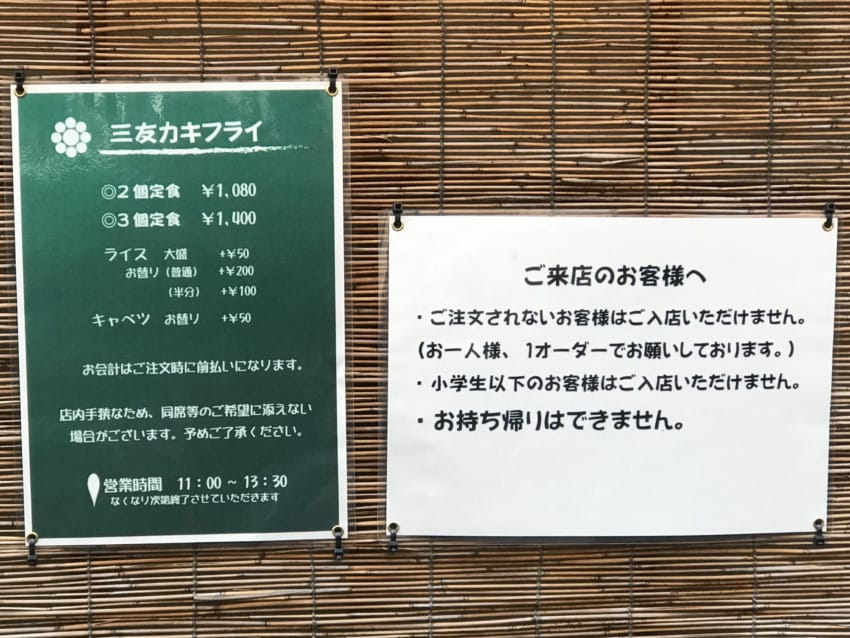 三友カキフライ
◎2個定食 ￥1,080
◎3個定食 ￥1,400
ライス 大盛 +￥50
お替り(普通) +￥200
(半分) +￥100
キャベツ お替り +￥50
お会計はご注文時に前払いになります。
店内手狭なため、同席等のご希望に添えない
場合がございます。予めご了承ください。
営業時間 11:00 ~ 13:30
なくなり次第終了させていただきます
ご来店のお客様へ
・ご注文されないお客様はご入店いただけません。
(お一人様、1オーダーでお願いしております。)
・小学生以下のお客様はご入店いただけません。
・お持ち帰りはできません。